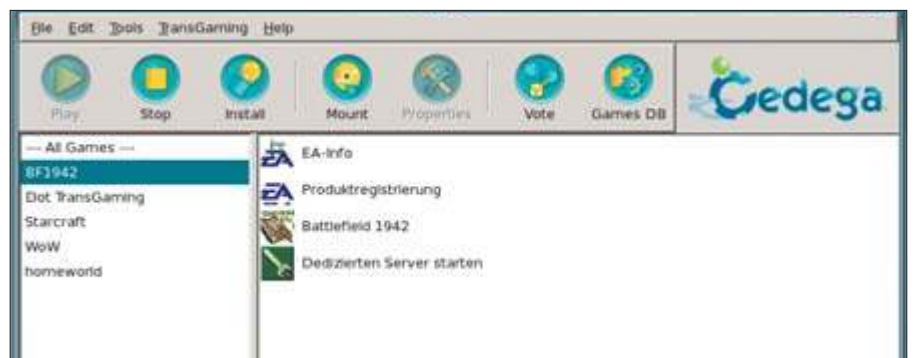 File Edit Tools TransGaming Help
Play Stop Install Mount Properties Vote Games DB
Cedega
--- All Games ---
BF1942
Dot TransGaming
Starcraft
WoW
homeworld
EA-Info
Produktregistrierung
Battlefield 1942
Dedizierten Server starten